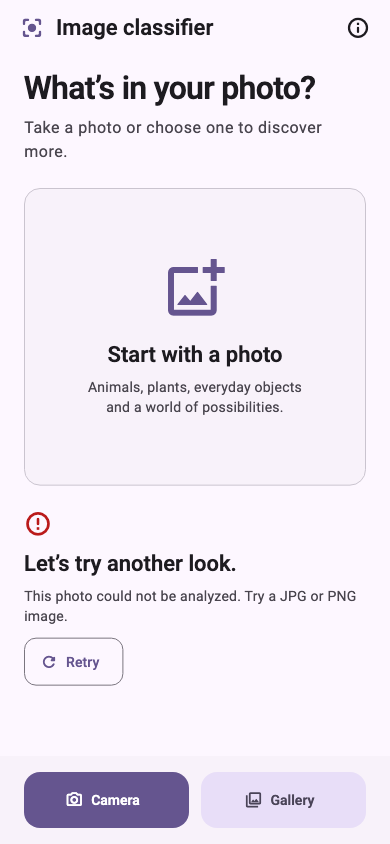 Image classifier
What’s in your photo?
Take a photo or choose one to discover
more.
Start with a photo
Animals, plants, everyday objects
and a world of possibilities.
Let’s try another look.
This photo could not be analyzed. Try a JPG or PNG
image.
Retry
Camera
Gallery